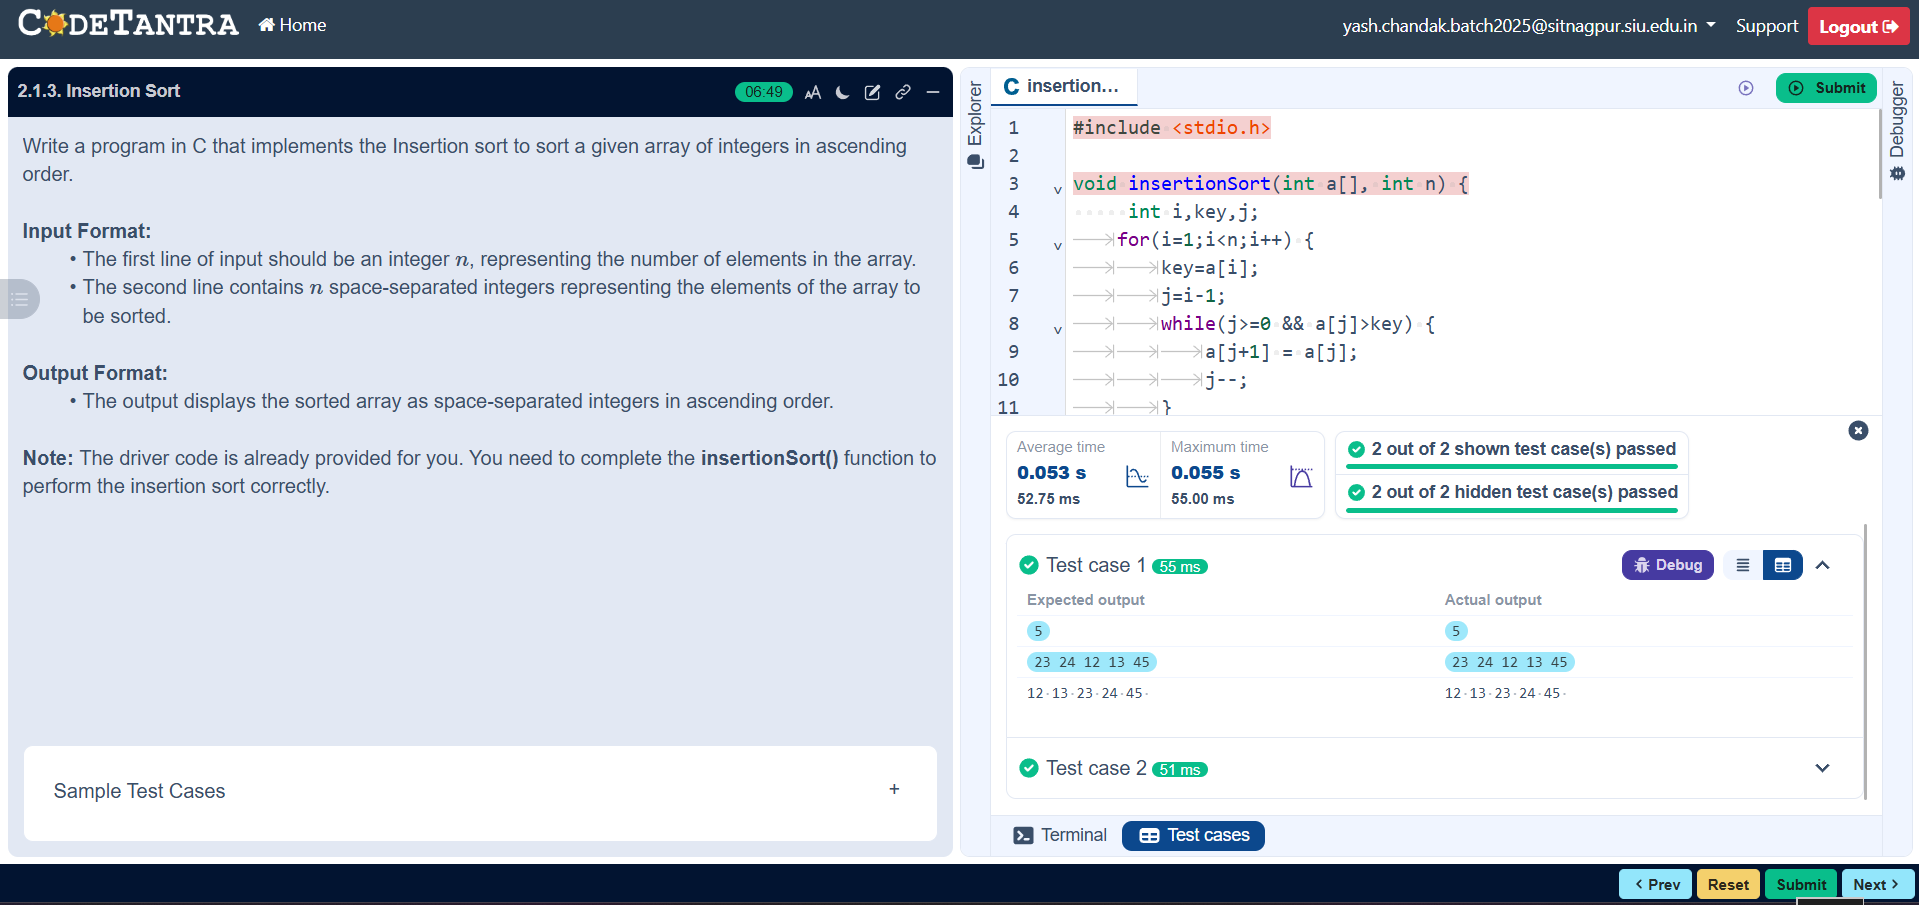 CODETANTRA
Home
yash.chandak.batch2025@sitnagpur.siu.edu.in
Support
Logout
2.1.3. Insertion Sort
06:49
AA
Write a program in C that implements the Insertion sort to sort a given array of integers in ascending
order.
Input Format:
• The first line of input should be an integer n, representing the number of elements in the array.
• The second line contains n space-separated integers representing the elements of the array to
be sorted.
Output Format:
• The output displays the sorted array as space-separated integers in ascending order.
Note: The driver code is already provided for you. You need to complete the insertionSort() function to
perform the insertion sort correctly.
Sample Test Cases
+
Explorer
C insertion...
Submit
Debugger
1 #include <stdio.h>
2
3 void insertionSort(int a[], int n) {
4 int i,key,j;
5 for(i=1;i<n;i++) {
6 key=a[i];
7 j=i-1;
8 while(j>=0 && a[j]>key) {
9 a[j+1] = a[j];
10 j--;
11 }
Average time
0.053 s
52.75 ms
Maximum time
0.055 s
55.00 ms
2 out of 2 shown test case(s) passed
2 out of 2 hidden test case(s) passed
Test case 1 55 ms
Debug
Expected output Actual output
5 5
23 24 12 13 45 23 24 12 13 45
12·13·23·24·45· 12·13·23·24·45·
Test case 2 51 ms
Terminal
Test cases
< Prev
Reset
Submit
Next >